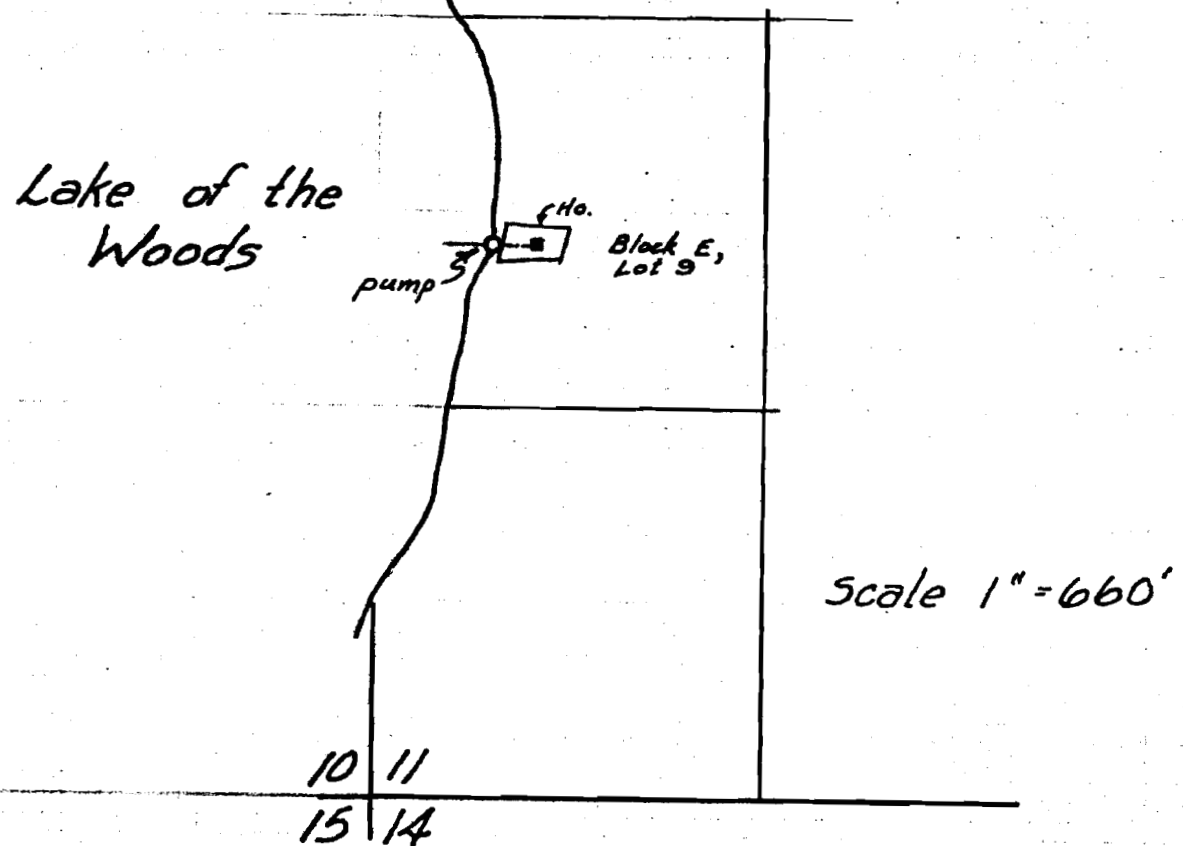 Lake of the
Woods
Ho.
Block E,
Lot 9
pump
Scale 1" = 660'
10 11
15 14